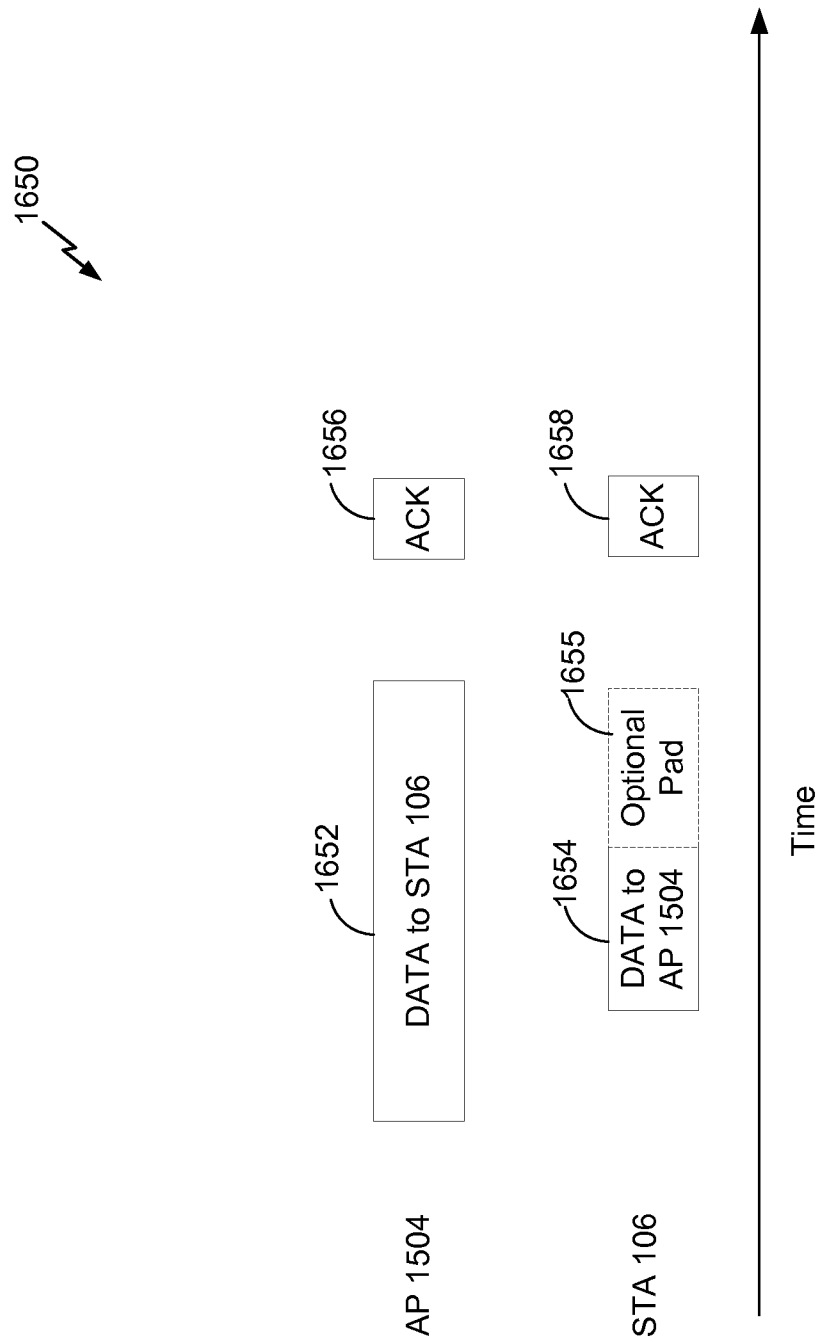 1650
1656
1652
AP 1504
DATA to STA 106
ACK
1658
1655
1654
STA 106
DATA to
AP 1504
Optional
Pad
ACK
Time